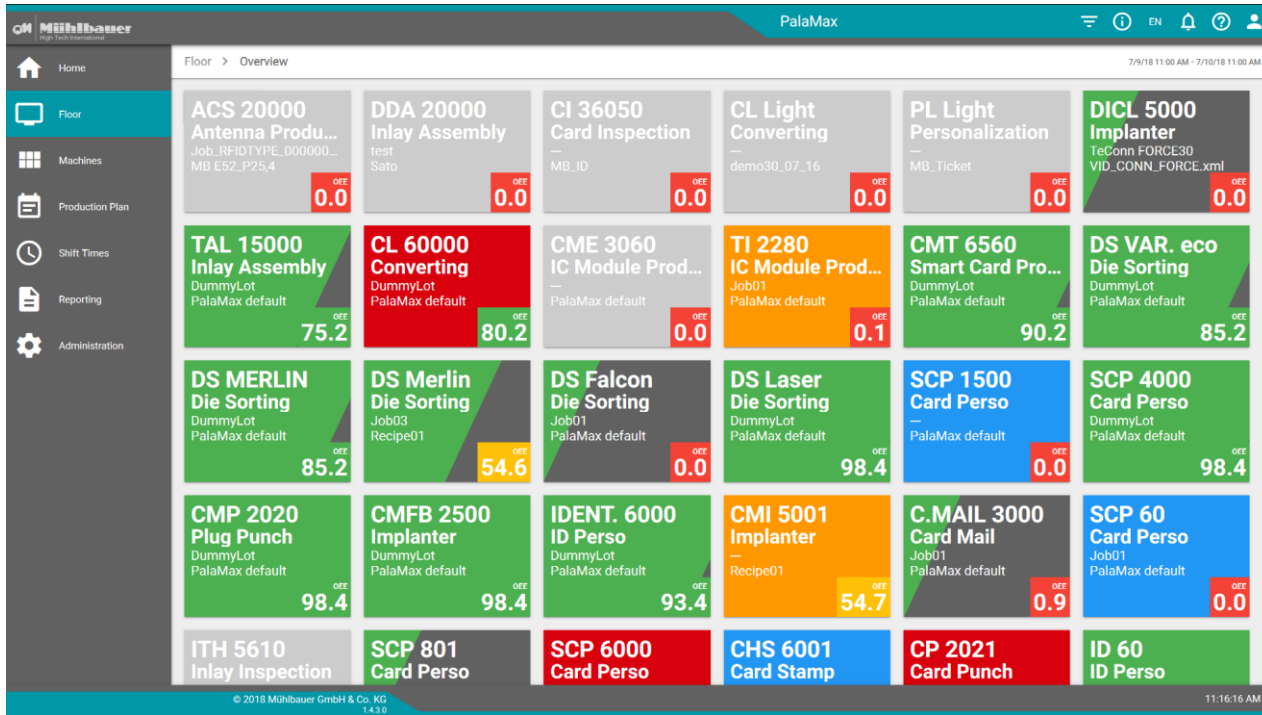 Mühlbauer
High Tech International
PalaMax
EN
Home
Floor
Machines
Production Plan
Shift Times
Reporting
Administration
Floor > Overview
7/9/18 11:00 AM - 7/10/18 11:00 AM
ACS 20000
Antenna Produ...
Job_RFIDTYPE_000000...
MB E52_P25,4
OEE
0.0
DDA 20000
Inlay Assembly
test
Sato
OEE
0.0
CI 36050
Card Inspection
—
MB_ID
OEE
0.0
CL Light
Converting
—
demo30_07_16
OEE
0.0
PL Light
Personalization
—
MB_Ticket
OEE
0.0
DICL 5000
Implanter
TeConn FORCE30
VID_CONN_FORCE.xml
OEE
0.0
TAL 15000
Inlay Assembly
DummyLot
PalaMax default
OEE
75.2
CL 60000
Converting
DummyLot
PalaMax default
OEE
80.2
CME 3060
IC Module Prod...
—
PalaMax default
OEE
0.0
TI 2280
IC Module Prod...
Job01
PalaMax default
OEE
0.1
CMT 6560
Smart Card Pro...
DummyLot
PalaMax default
OEE
90.2
DS VAR. eco
Die Sorting
DummyLot
PalaMax default
OEE
85.2
DS MERLIN
Die Sorting
DummyLot
PalaMax default
OEE
85.2
DS Merlin
Die Sorting
Job03
Recipe01
OEE
54.6
DS Falcon
Die Sorting
Job01
PalaMax default
OEE
0.0
DS Laser
Die Sorting
DummyLot
PalaMax default
OEE
98.4
SCP 1500
Card Perso
—
PalaMax default
OEE
0.0
SCP 4000
Card Perso
DummyLot
PalaMax default
OEE
98.4
CMP 2020
Plug Punch
DummyLot
PalaMax default
OEE
98.4
CMFB 2500
Implanter
DummyLot
PalaMax default
OEE
98.4
IDENT. 6000
ID Perso
DummyLot
PalaMax default
OEE
93.4
CMI 5001
Implanter
—
Recipe01
OEE
54.7
C.MAIL 3000
Card Mail
Job01
PalaMax default
OEE
0.9
SCP 60
Card Perso
Job01
PalaMax default
OEE
0.0
ITH 5610
Inlay Inspection
SCP 801
Card Perso
SCP 6000
Card Perso
CHS 6001
Card Stamp
CP 2021
Card Punch
ID 60
ID Perso
© 2018 Mühlbauer GmbH & Co. KG
1.4.3.0
11:16:16 AM